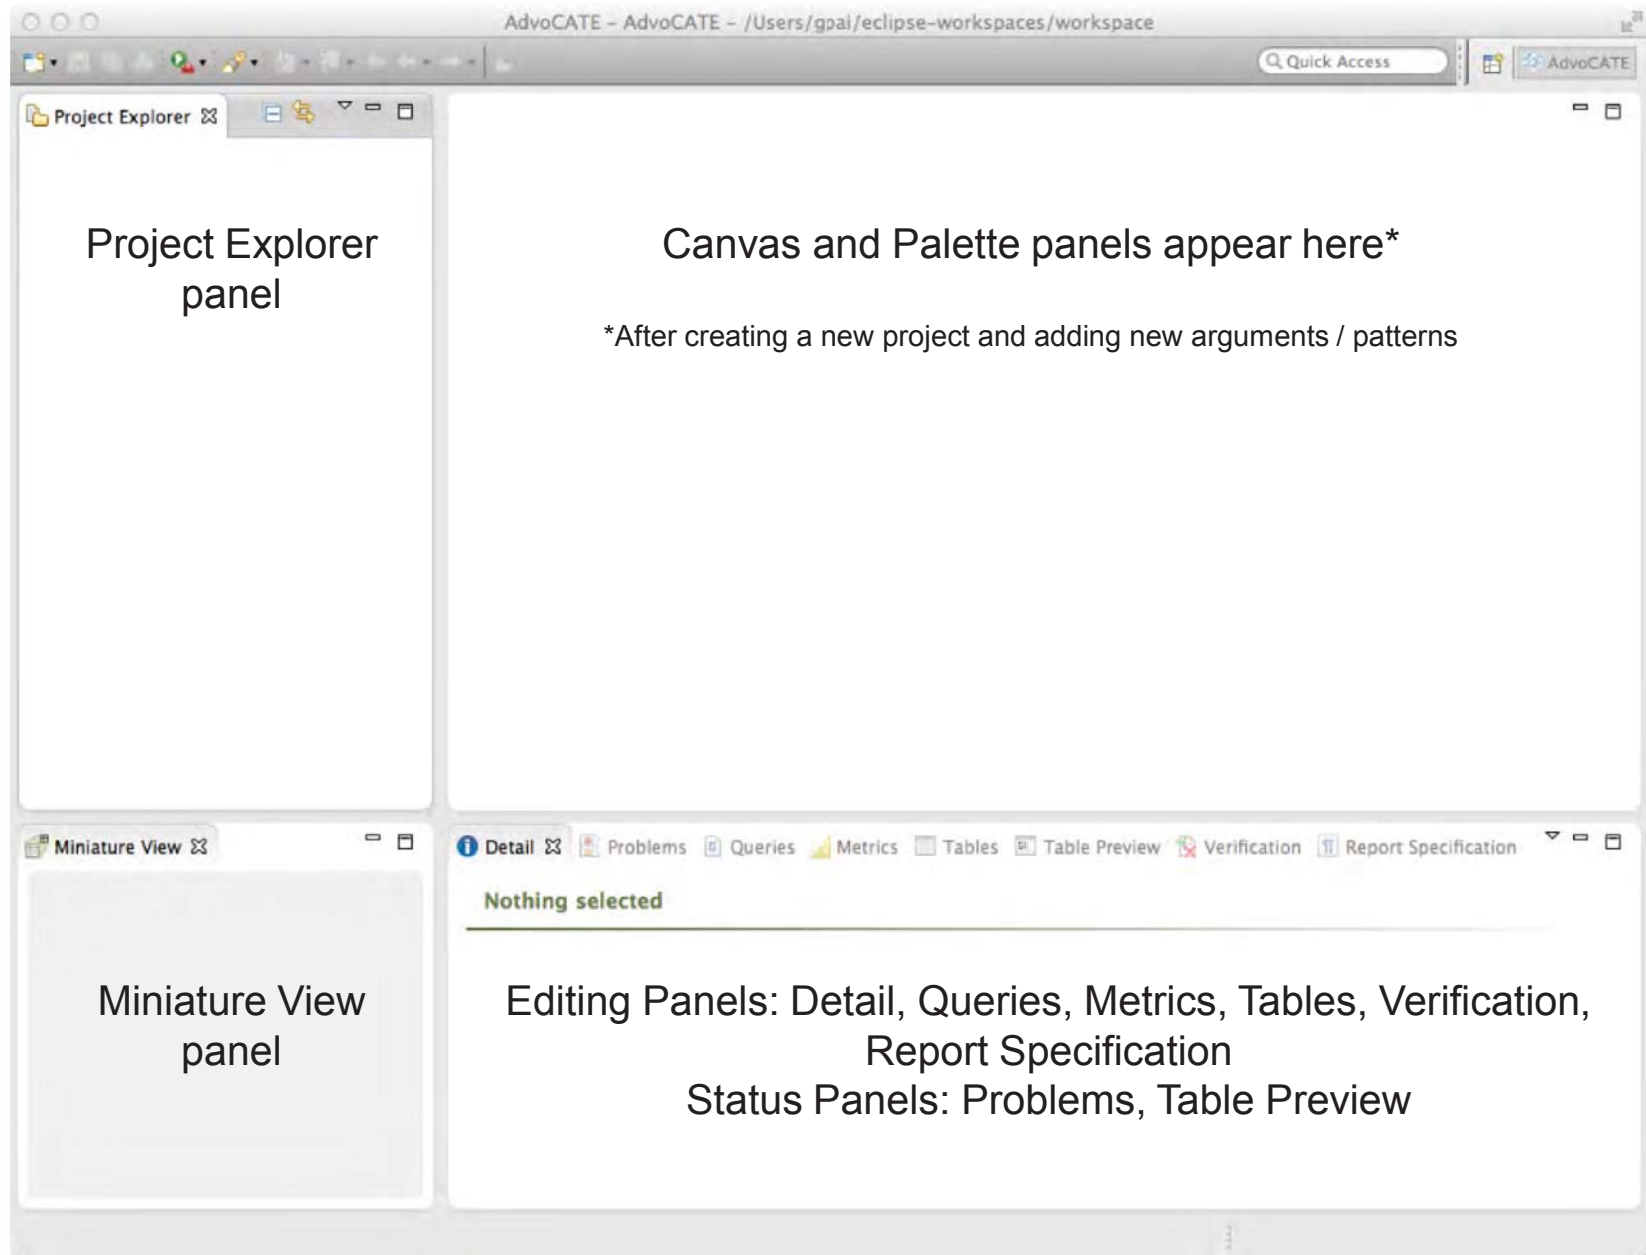 AdvoCATE – AdvoCATE – /Users/gpai/eclipse-workspaces/workspace
Quick Access
AdvoCATE
Project Explorer
Project Explorer
panel
Canvas and Palette panels appear here*
*After creating a new project and adding new arguments / patterns
Miniature View
Detail Problems Queries Metrics Tables Table Preview Verification Report Specification
Nothing selected
Miniature View
panel
Editing Panels: Detail, Queries, Metrics, Tables, Verification,
Report Specification
Status Panels: Problems, Table Preview